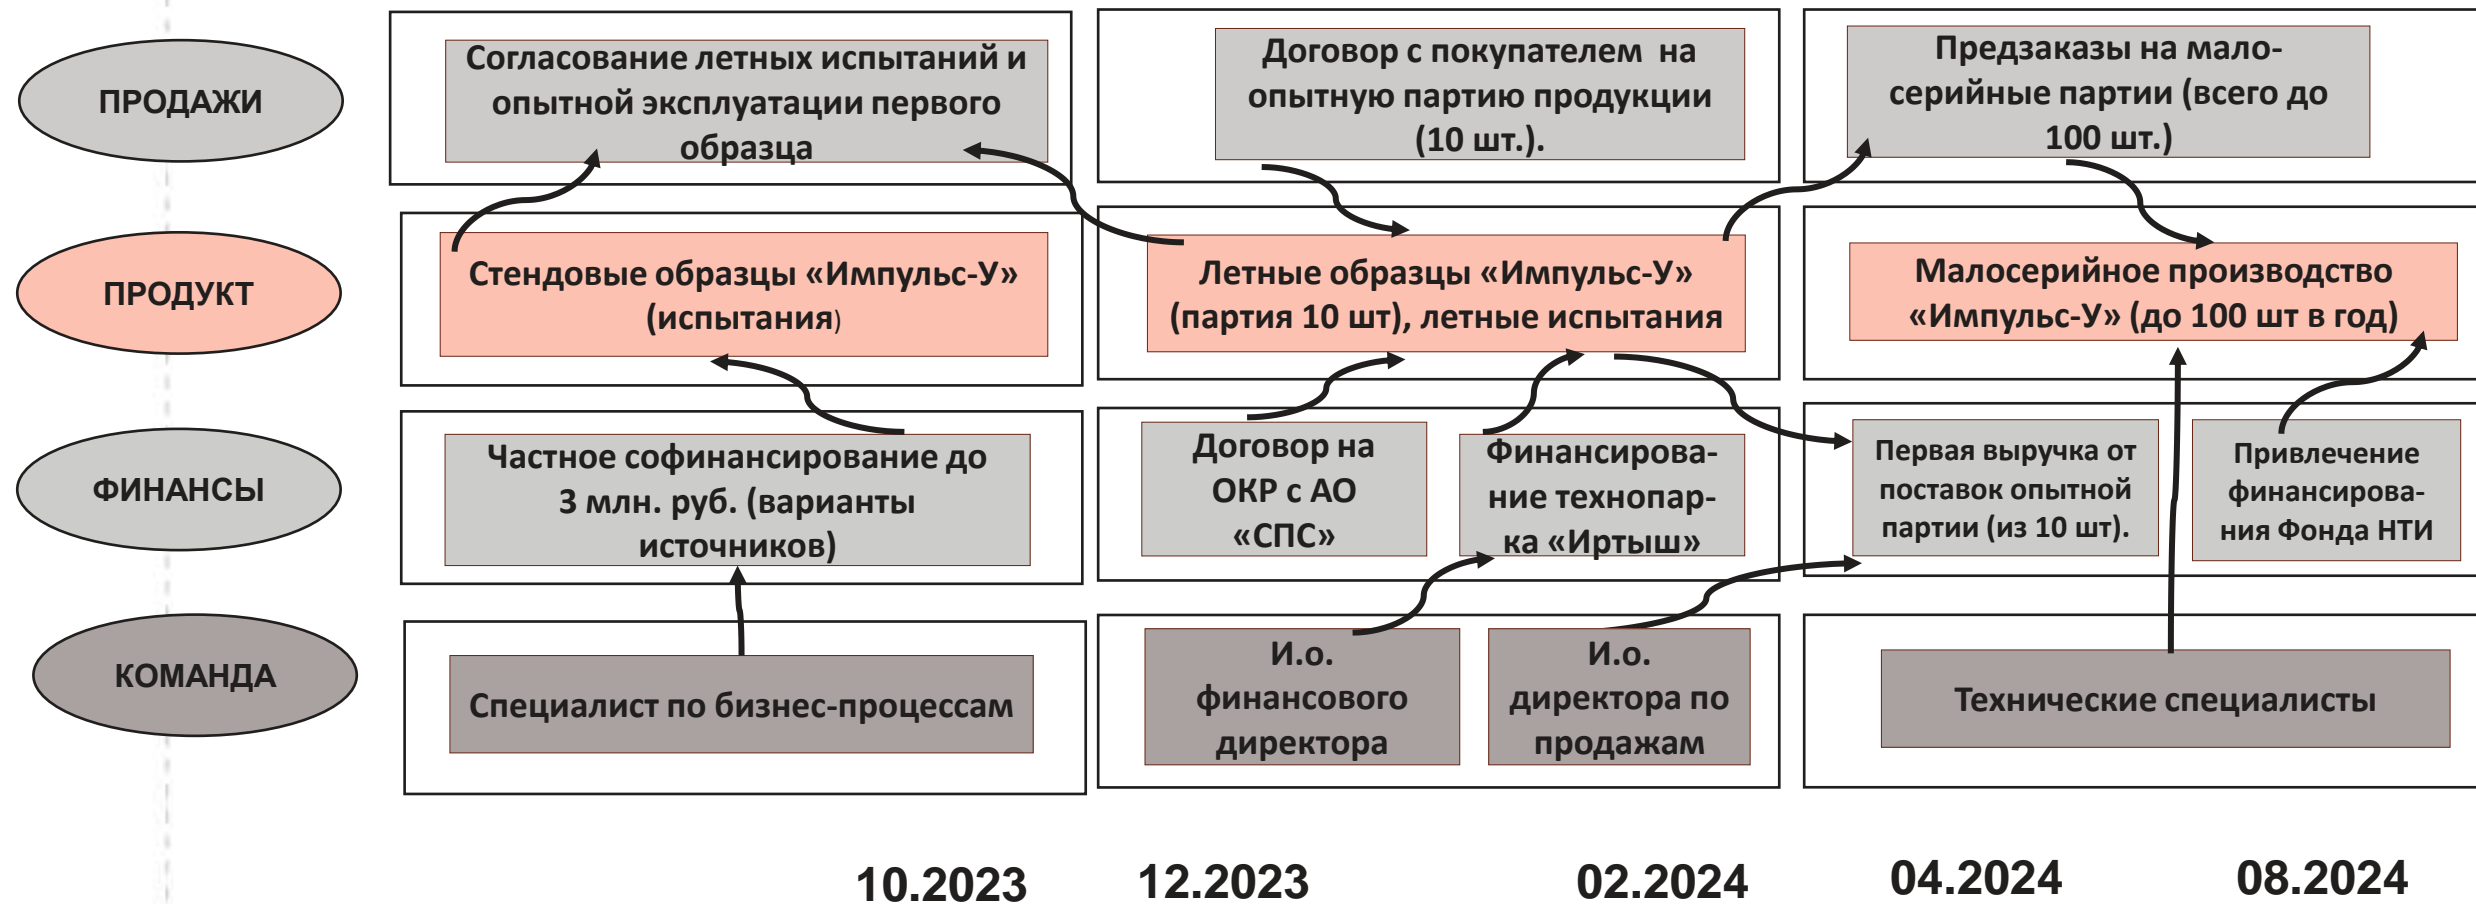 ПРОДАЖИ
Согласование летных испытаний и
опытной эксплуатации первого
образца
Договор с покупателем на
опытную партию продукции
(10 шт.).
Предзаказы на мало-
серийные партии (всего до
100 шт.)
ПРОДУКТ
Стендовые образцы «Импульс-У»
(испытания)
Летные образцы «Импульс-У»
(партия 10 шт), летные испытания
Малосерийное производство
«Импульс-У» (до 100 шт в год)
ФИНАНСЫ
Частное софинансирование до
3 млн. руб. (варианты
источников)
Договор на
ОКР с АО
«СПС»
Финансирова-
ние технопар-
ка «Иртыш»
Первая выручка от
поставок опытной
партии (из 10 шт).
Привлечение
финансирова-
ния Фонда НТИ
КОМАНДА
Специалист по бизнес-процессам
И.о.
финансового
директора
И.о.
директора по
продажам
Технические специалисты
10.2023
12.2023
02.2024
04.2024
08.2024